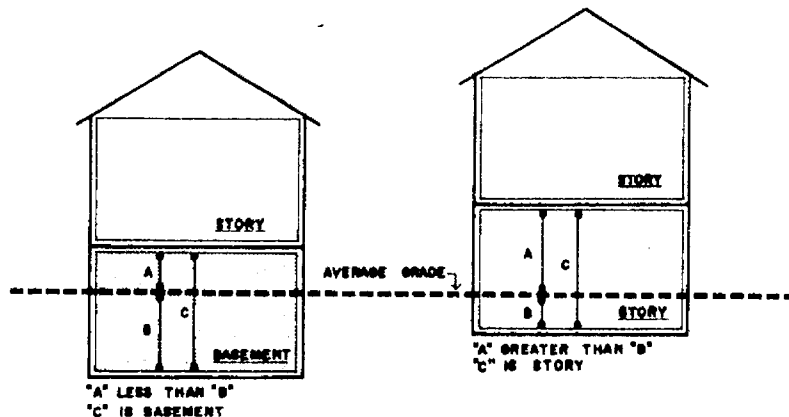 STORY
STORY
A
C
AVERAGE GRADE
A
C
B
B
BASEMENT
STORY
"A" LESS THAN "B"
"C" IS BASEMENT
"A" GREATER THAN "B"
"C" IS STORY